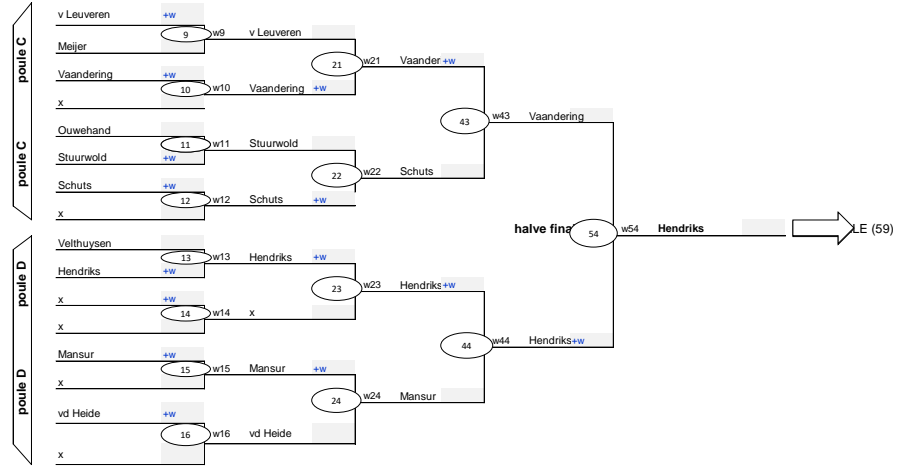 poule C
poule C
v Leuveren +w
9 w9 v Leuveren
Meijer
21 w21 Vaander +w
Vaandering +w
10 w10 Vaandering +w
x
43 w43 Vaandering
Ouwehand
11 w11 Stuurwold
Stuurwold +w
22 w22 Schuts
Schuts +w
12 w12 Schuts +w
x
halve fina 54 w54 Hendriks LE (59)
poule D
poule D
Velthuysen
13 w13 Hendriks +w
Hendriks +w
23 w23 Hendriks +w
x +w
14 w14 x
x
44 w44 Hendriks +w
Mansur +w
15 w15 Mansur +w
x
24 w24 Mansur
vd Heide +w
16 w16 vd Heide
x